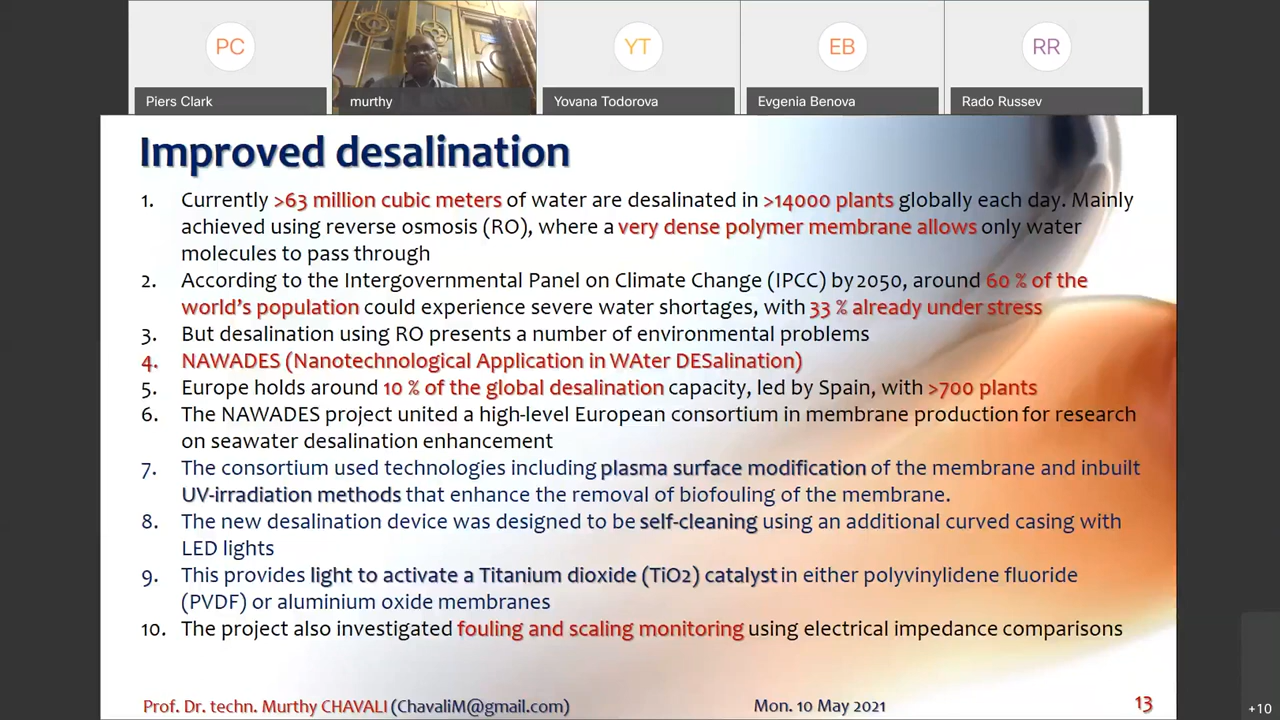 PC
YT
EB
RR
Piers Clark
murthy
Yovana Todorova
Evgenia Benova
Rado Russev
Improved desalination
1. Currently >63 million cubic meters of water are desalinated in >14000 plants globally each day. Mainly
achieved using reverse osmosis (RO), where a very dense polymer membrane allows only water
molecules to pass through
2. According to the Intergovernmental Panel on Climate Change (IPCC) by 2050, around 60 % of the
world's population could experience severe water shortages, with 33 % already under stress
3. But desalination using RO presents a number of environmental problems
4. NAWADES (Nanotechnological Application in WAter DESalination)
5. Europe holds around 10 % of the global desalination capacity, led by Spain, with >700 plants
6. The NAWADES project united a high-level European consortium in membrane production for research
on seawater desalination enhancement
7. The consortium used technologies including plasma surface modification of the membrane and inbuilt
UV-irradiation methods that enhance the removal of biofouling of the membrane.
8. The new desalination device was designed to be self-cleaning using an additional curved casing with
LED lights
9. This provides light to activate a Titanium dioxide (TiO2) catalyst in either polyvinylidene fluoride
(PVDF) or aluminium oxide membranes
10. The project also investigated fouling and scaling monitoring using electrical impedance comparisons
Prof. Dr. techn. Murthy CHAVALI (ChavaliM@gmail.com)
Mon. 10 May 2021
13
+10